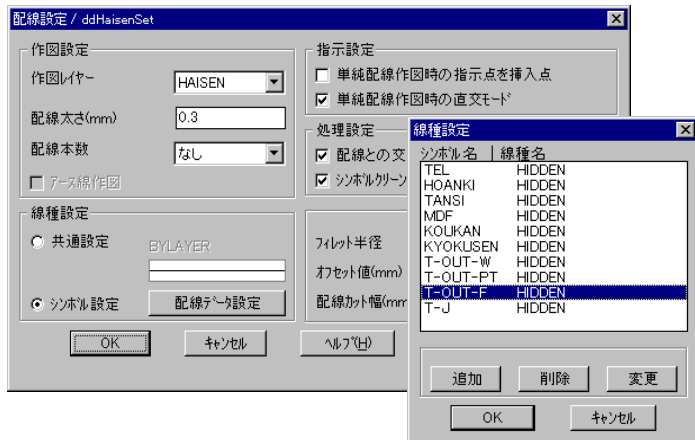 配線設定 / ddHaisenSet
作図設定
作図ﾚｲﾔｰ
HAISEN
配線太さ(mm)
0.3
配線本数
なし
ｱｰｽ線作図
線種設定
共通設定
BYLAYER
ｼﾝﾎﾞﾙ設定
配線ﾃﾞｰﾀ設定
OK
ｷｬﾝｾﾙ
ﾍﾙﾌﾟ(H)
指示設定
単純配線作図時の指示点を挿入点
単純配線作図時の直交ﾓｰﾄﾞ
処理設定
配線との交
ｼﾝﾎﾞﾙｸﾘｰﾝ
ﾌｨﾚｯﾄ半径
ｵﾌｾｯﾄ値(mm)
配線ｶｯﾄ幅(mm
線種設定
ｼﾝﾎﾞﾙ名 | 線種名
TEL HIDDEN
HOANKI HIDDEN
TANSI HIDDEN
MDF HIDDEN
KOUKAN HIDDEN
KYOKUSEN HIDDEN
T-OUT-W HIDDEN
T-OUT-PT HIDDEN
T-OUT-F HIDDEN
T-J HIDDEN
追加
削除
変更
OK
ｷｬﾝｾﾙ